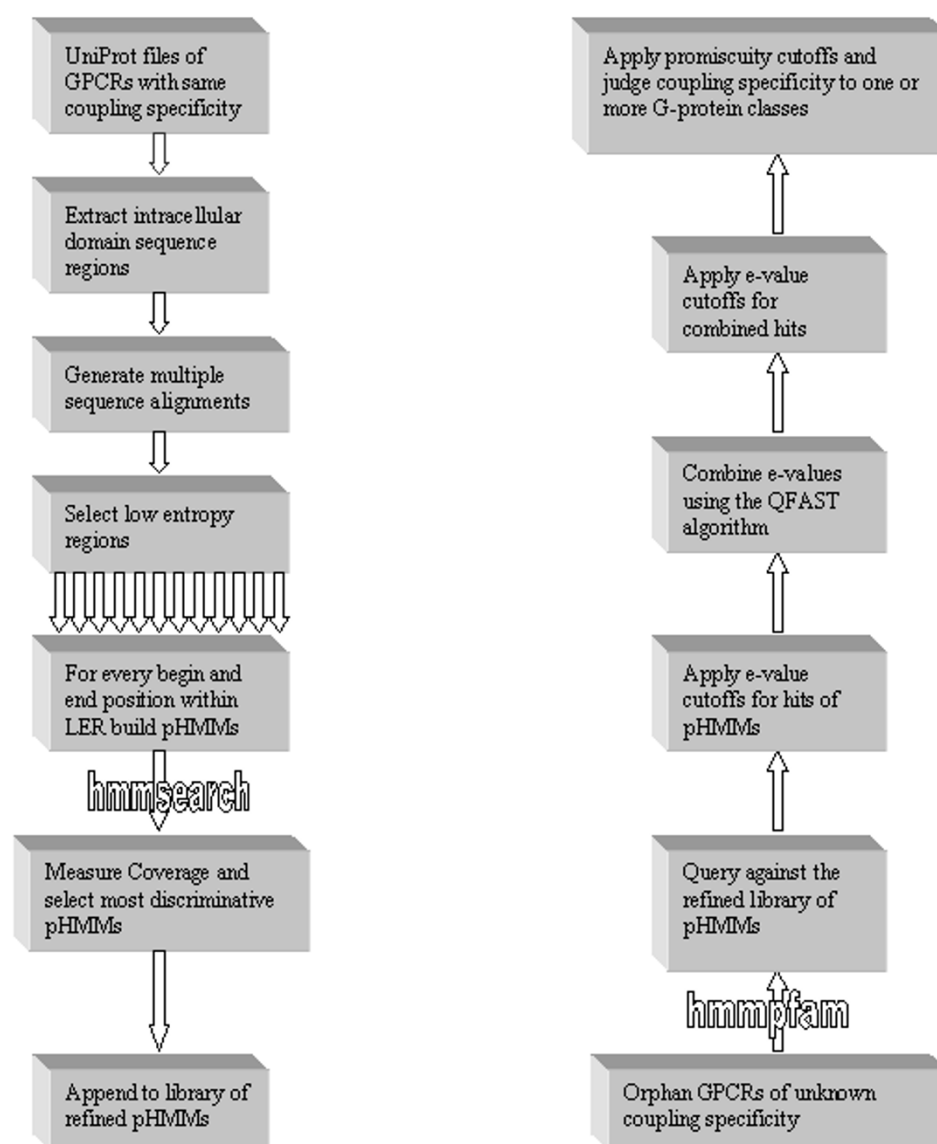 UniProt files of
GPCRs with same
coupling specificity
Extract intracellular
domain sequence
regions
Generate multiple
sequence alignments
Select low entropy
regions
For every begin and
end position within
LER build pHMMs
hmmsearch
Measure Coverage and
select most discriminative
pHMMs
Append to library of
refined pHMMs
Apply promiscuity cutoffs and
judge coupling specificity to one or
more G-protein classes
Apply e-value
cutoffs for
combined hits
Combine e-values
using the QFAST
algorithm
Apply e-value
cutoffs for hits of
pHMMs
Query against the
refined library of
pHMMs
hmmpfam
Orphan GPCRs of unknown
coupling specificity